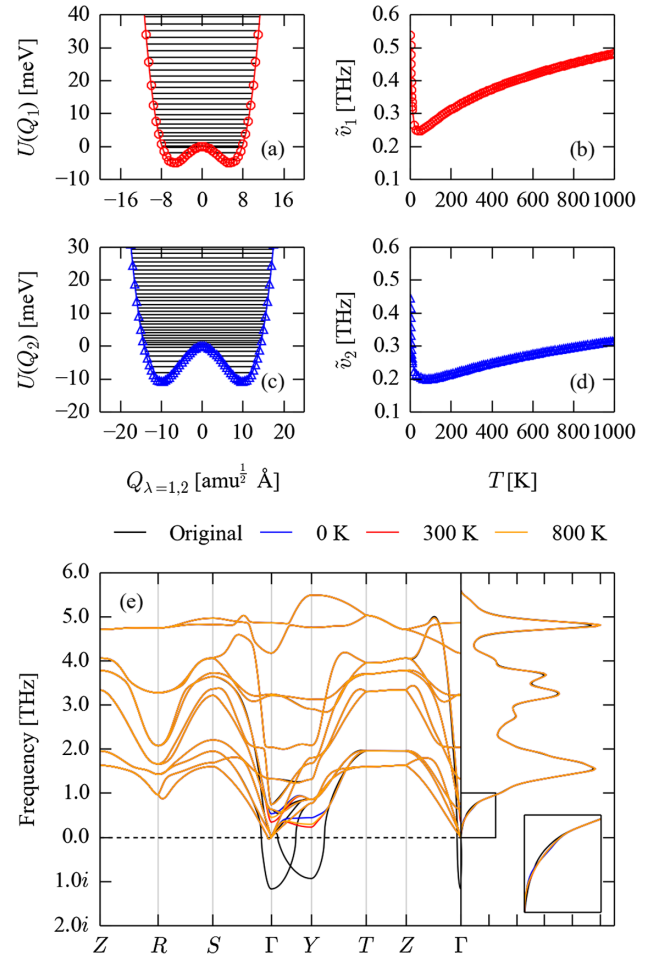 U(Q₁) [meV]
40
30
20
10
0
−10
−16 −8 0 8 16
(a)
ṽ₁ [THz]
0.6
0.5
0.4
0.3
0.2
0.1
0 200 400 600 800 1000
(b)
U(Q₂) [meV]
30
20
10
0
−10
−20
−20 −10 0 10 20
(c)
ṽ₂ [THz]
0.6
0.5
0.4
0.3
0.2
0.1
0 200 400 600 800 1000
(d)
Q_{λ=1,2} [amu^{1/2} Å]
T [K]
Original 0 K 300 K 800 K
Frequency [THz]
6.0
5.0
4.0
3.0
2.0
1.0
0.0
1.0i
2.0i
(e)
Z R S Γ Y T Z Γ